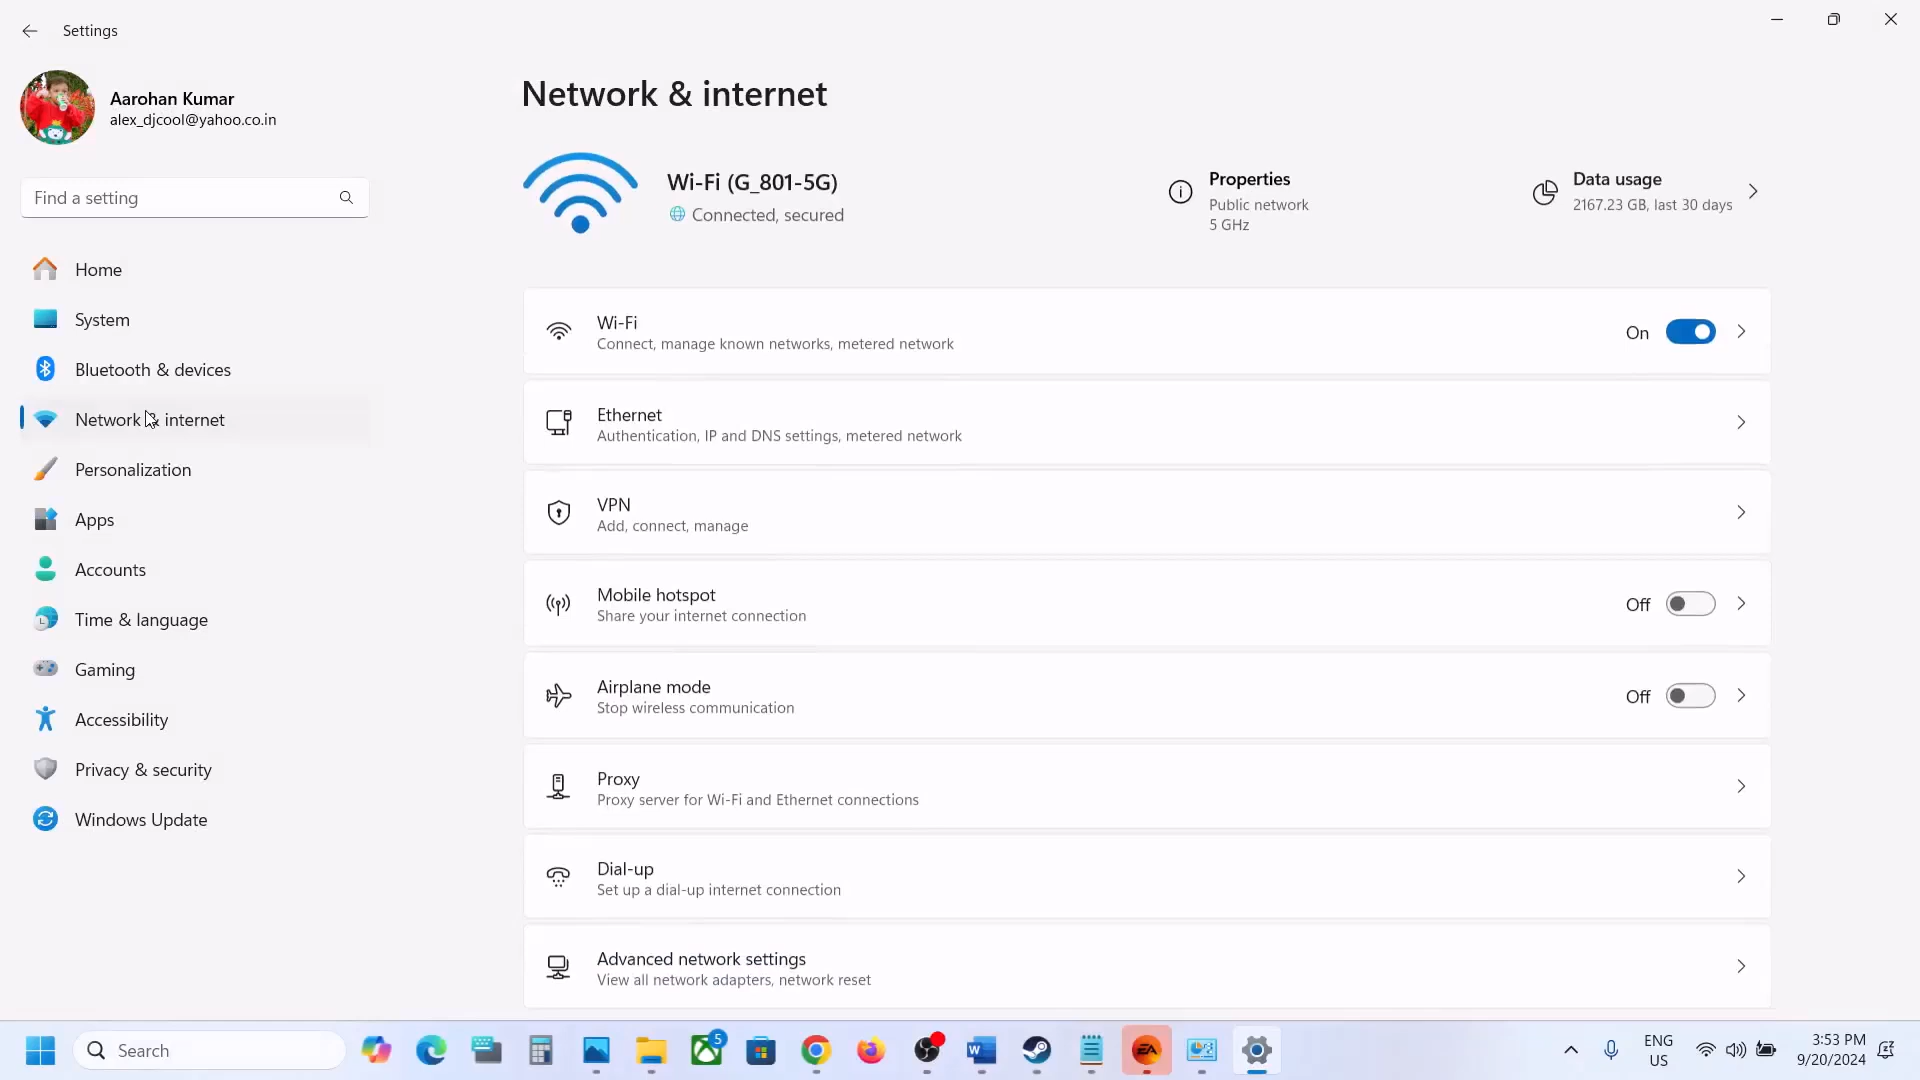 Settings
Aarohan Kumar
alex_djcool@yahoo.co.in
Find a setting
Home
System
Bluetooth & devices
Network & internet
Personalization
Apps
Accounts
Time & language
Gaming
Accessibility
Privacy & security
Windows Update
Network & internet
Wi-Fi (G_801-5G)
Connected, secured
Properties
Public network
5 GHz
Data usage
2167.23 GB, last 30 days
Wi-Fi
Connect, manage known networks, metered network
On
Ethernet
Authentication, IP and DNS settings, metered network
VPN
Add, connect, manage
Mobile hotspot
Share your internet connection
Off
Airplane mode
Stop wireless communication
Off
Proxy
Proxy server for Wi-Fi and Ethernet connections
Dial-up
Set up a dial-up internet connection
Advanced network settings
View all network adapters, network reset
Search
5
W
EA
ENG
US
3:53 PM
9/20/2024